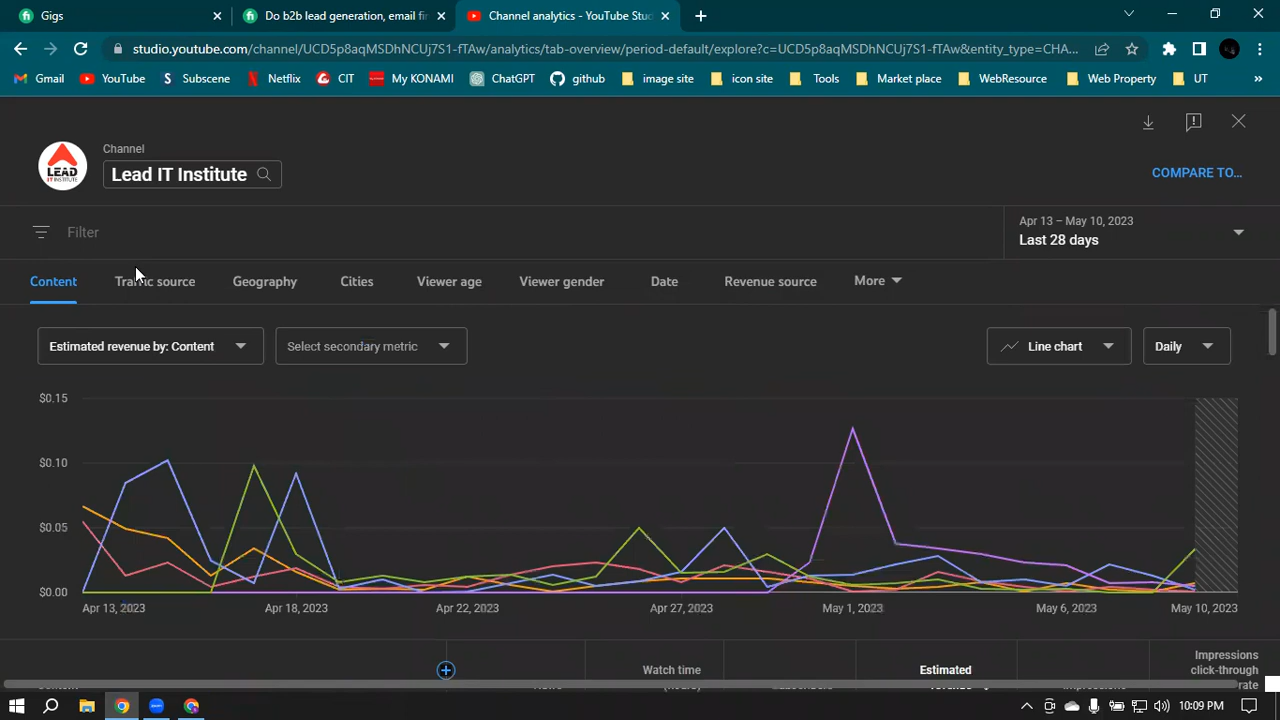 Gigs
Do b2b lead generation, email fi
Channel analytics - YouTube Stud
studio.youtube.com/channel/UCD5p8aqMSDhNCUj7S1-fTAw/analytics/tab-overview/period-default/explore?c=UCD5p8aqMSDhNCUj7S1-fTAw&entity_type=CHA...
Gmail
YouTube
Subscene
Netflix
CIT
My KONAMI
ChatGPT
github
image site
icon site
Tools
Market place
WebResource
Web Property
UT
Channel
LEAD
IT INSTITUTE
Lead IT Institute
COMPARE TO...
Filter
Apr 13 – May 10, 2023
Last 28 days
Content
Traffic source
Geography
Cities
Viewer age
Viewer gender
Date
Revenue source
More
Estimated revenue by: Content
Select secondary metric
Line chart
Daily
$0.15
$0.10
$0.05
$0.00
Apr 13, 2023
Apr 18, 2023
Apr 22, 2023
Apr 27, 2023
May 1, 2023
May 6, 2023
May 10, 2023
Watch time
Estimated
Impressions
click-through
rate
10:09 PM